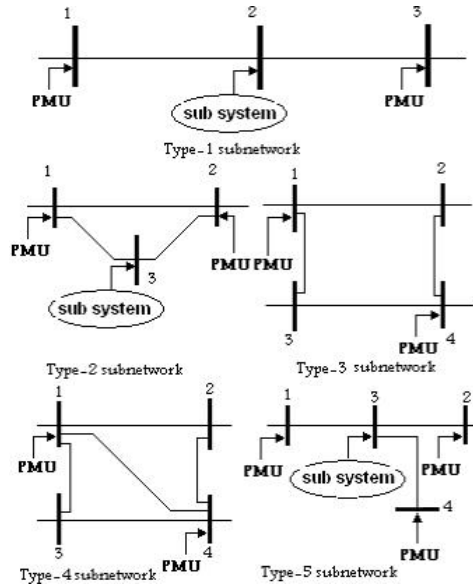 1 2 3
PMU sub system PMU
Type-1 subnetwork
1 2
PMU PMU
3
sub system
Type-2 subnetwork
1 2
PMU
3 4
PMU
Type-3 subnetwork
1 2
PMU
3 4
PMU
Type-4 subnetwork
1 3 2
PMU sub system PMU
4
PMU
Type-5 subnetwork